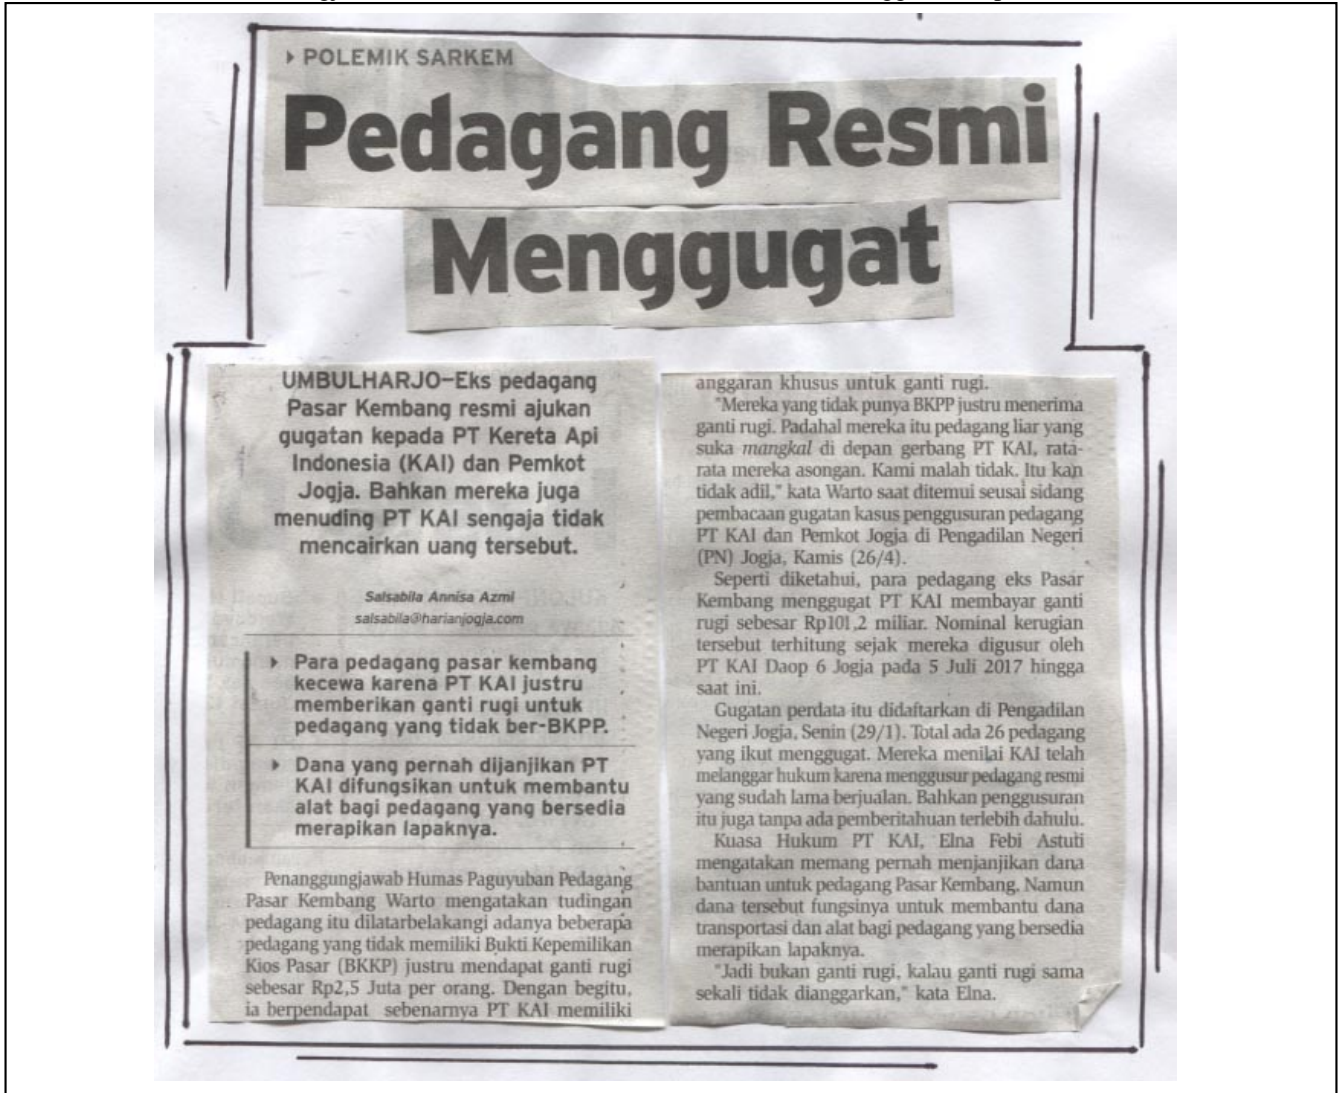 POLEMIK SARKEM
Pedagang Resmi
Menggugat
UMBULHARJO—Eks pedagang
Pasar Kembang resmi ajukan
gugatan kepada PT Kereta Api
Indonesia (KAI) dan Pemkot
Jogja. Bahkan mereka juga
menuding PT KAI sengaja tidak
mencairkan uang tersebut.
Salsabila Annisa Azmi
salsabila@harianjogja.com
Para pedagang pasar kembang
kecewa karena PT KAI justru
memberikan ganti rugi untuk
pedagang yang tidak ber-BKPP.
Dana yang pernah dijanjikan PT
KAI difungsikan untuk membantu
alat bagi pedagang yang bersedia
merapikan lapaknya.
Penanggungjawab Humas Paguyuban Pedagang
Pasar Kembang Warto mengatakan tudingan
pedagang itu dilatarbelakangi adanya beberapa
pedagang yang tidak memiliki Bukti Kepemilikan
Kios Pasar (BKKP) justru mendapat ganti rugi
sebesar Rp2,5 Juta per orang. Dengan begitu,
ia berpendapat sebenarnya PT KAI memiliki
anggaran khusus untuk ganti rugi.
"Mereka yang tidak punya BKPP justru menerima
ganti rugi. Padahal mereka itu pedagang liar yang
suka mangkal di depan gerbang PT KAI, rata-
rata mereka asongan. Kami malah tidak. Itu kan
tidak adil," kata Warto saat ditemui seusai sidang
pembacaan gugatan kasus penggusuran pedagang
PT KAI dan Pemkot Jogja di Pengadilan Negeri
(PN) Jogja, Kamis (26/4).
Seperti diketahui, para pedagang eks Pasar
Kembang menggugat PT KAI membayar ganti
rugi sebesar Rp101,2 miliar. Nominal kerugian
tersebut terhitung sejak mereka digusur oleh
PT KAI Daop 6 Jogja pada 5 Juli 2017 hingga
saat ini.
Gugatan perdata itu didaftarkan di Pengadilan
Negeri Jogja, Senin (29/1). Total ada 26 pedagang
yang ikut menggugat. Mereka menilai KAI telah
melanggar hukum karena menggusur pedagang resmi
yang sudah lama berjualan. Bahkan penggusuran
itu juga tanpa ada pemberitahuan terlebih dahulu.
Kuasa Hukum PT KAI, Elna Febi Astuti
mengatakan memang pernah menjanjikan dana
bantuan untuk pedagang Pasar Kembang. Namun
dana tersebut fungsinya untuk membantu dana
transportasi dan alat bagi pedagang yang bersedia
merapikan lapaknya.
"Jadi bukan ganti rugi, kalau ganti rugi sama
sekali tidak dianggarkan," kata Elna.